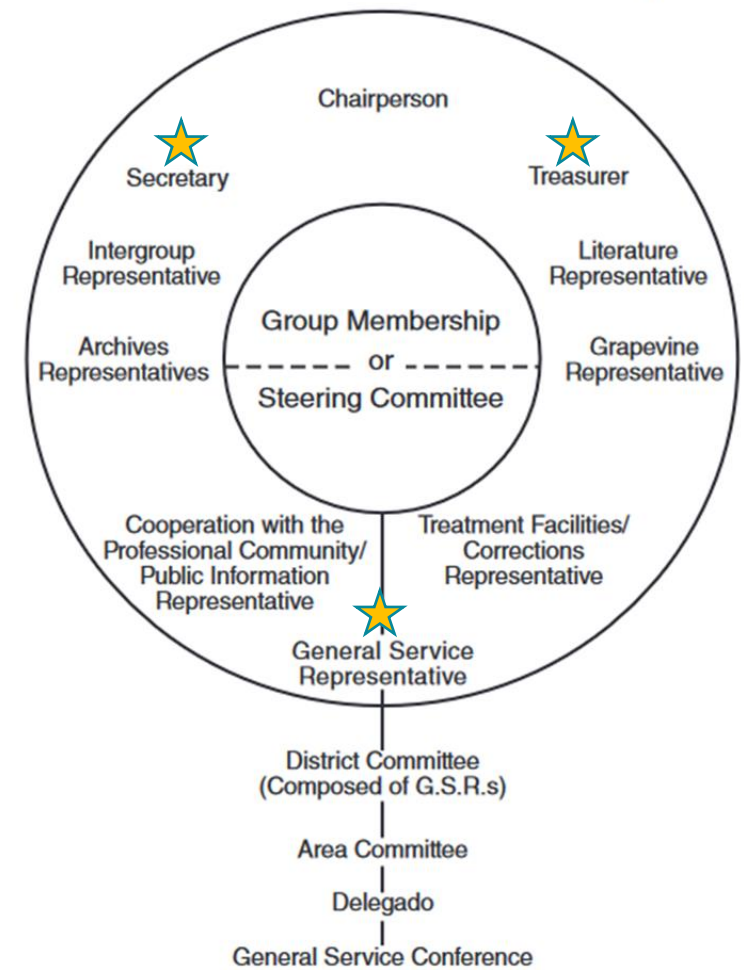 Chairperson
Secretary
Treasurer
Intergroup
Representative
Literature
Representative
Archives
Representatives
Grapevine
Representative
Group Membership
or
Steering Committee
Cooperation with the
Professional Community/
Public Information
Representative
Treatment Facilities/
Corrections
Representative
General Service
Representative
District Committee
(Composed of G.S.R.s)
Area Committee
Delegado
General Service Conference